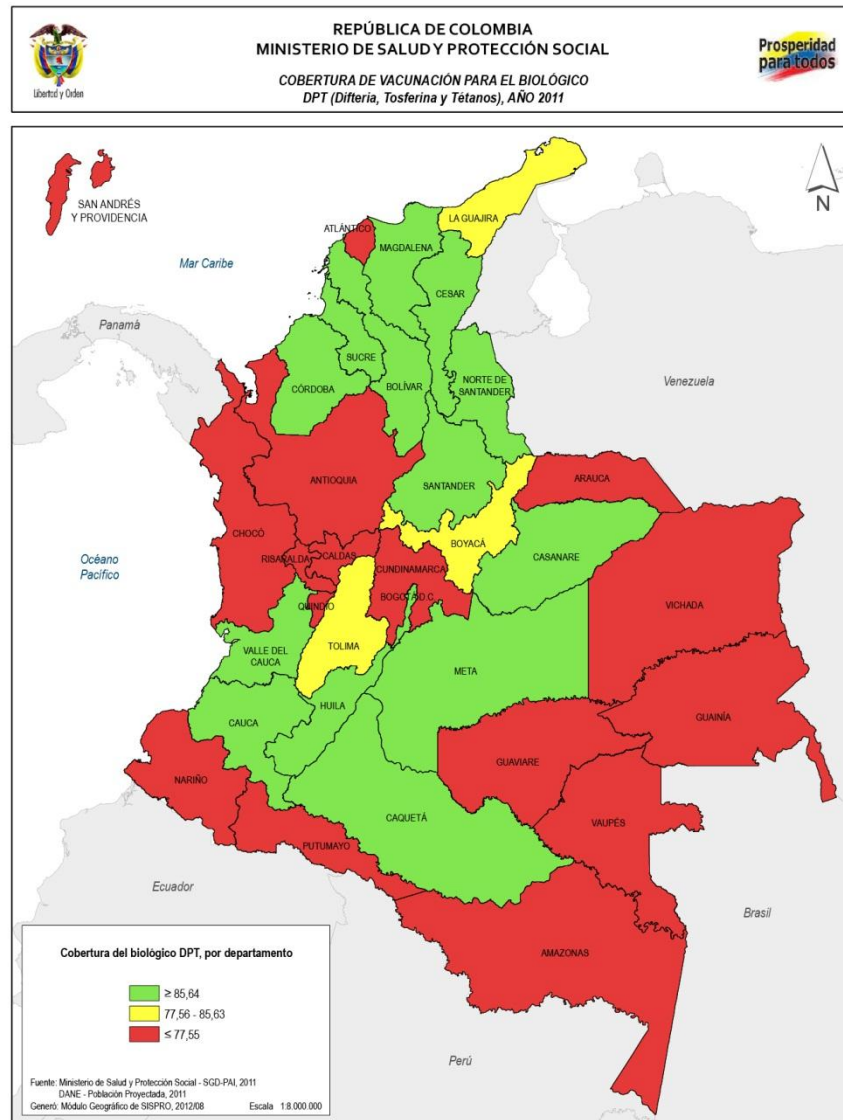 REPÚBLICA DE COLOMBIA
MINISTERIO DE SALUD Y PROTECCIÓN SOCIAL
COBERTURA DE VACUNACIÓN PARA EL BIOLÓGICO
DPT (Difteria, Tosferina y Tétanos), AÑO 2011
Libertad y Orden
Prosperidad
para todos
SAN ANDRÉS
Y PROVIDENCIA
N
LA GUAJIRA
ATLÁNTICO
MAGDALENA
Mar Caribe
CESAR
Panamà
SUCRE
Venezuela
CÓRDOBA
BOLÍVAR
NORTE DE
SANTANDER
ANTIOQUIA
SANTANDER
ARAUCA
CHOCÓ
BOYACÁ
CASANARE
Océano
Pacífico
RISARALDA
CALDAS
CUNDINAMARCA
BOGOTÁ D.C.
VICHADA
QUINDIO
TOLIMA
VALLE DEL
CAUCA
META
HUILA
GUAINÍA
CAUCA
GUAVIARE
NARIÑO
CAQUETÁ
VAUPÉS
PUTUMAYO
Ecuador
Brasil
AMAZONAS
Perú
Cobertura del biológico DPT, por departamento
≥ 85,64
77,56 - 85,63
≤ 77,55
Fuente: Ministerio de Salud y Protección Social - SGD-PAI, 2011
DANE - Población Proyectada, 2011
Generó: Módulo Geográfico de SISPRO, 2012/08 Escala 1:8.000.000